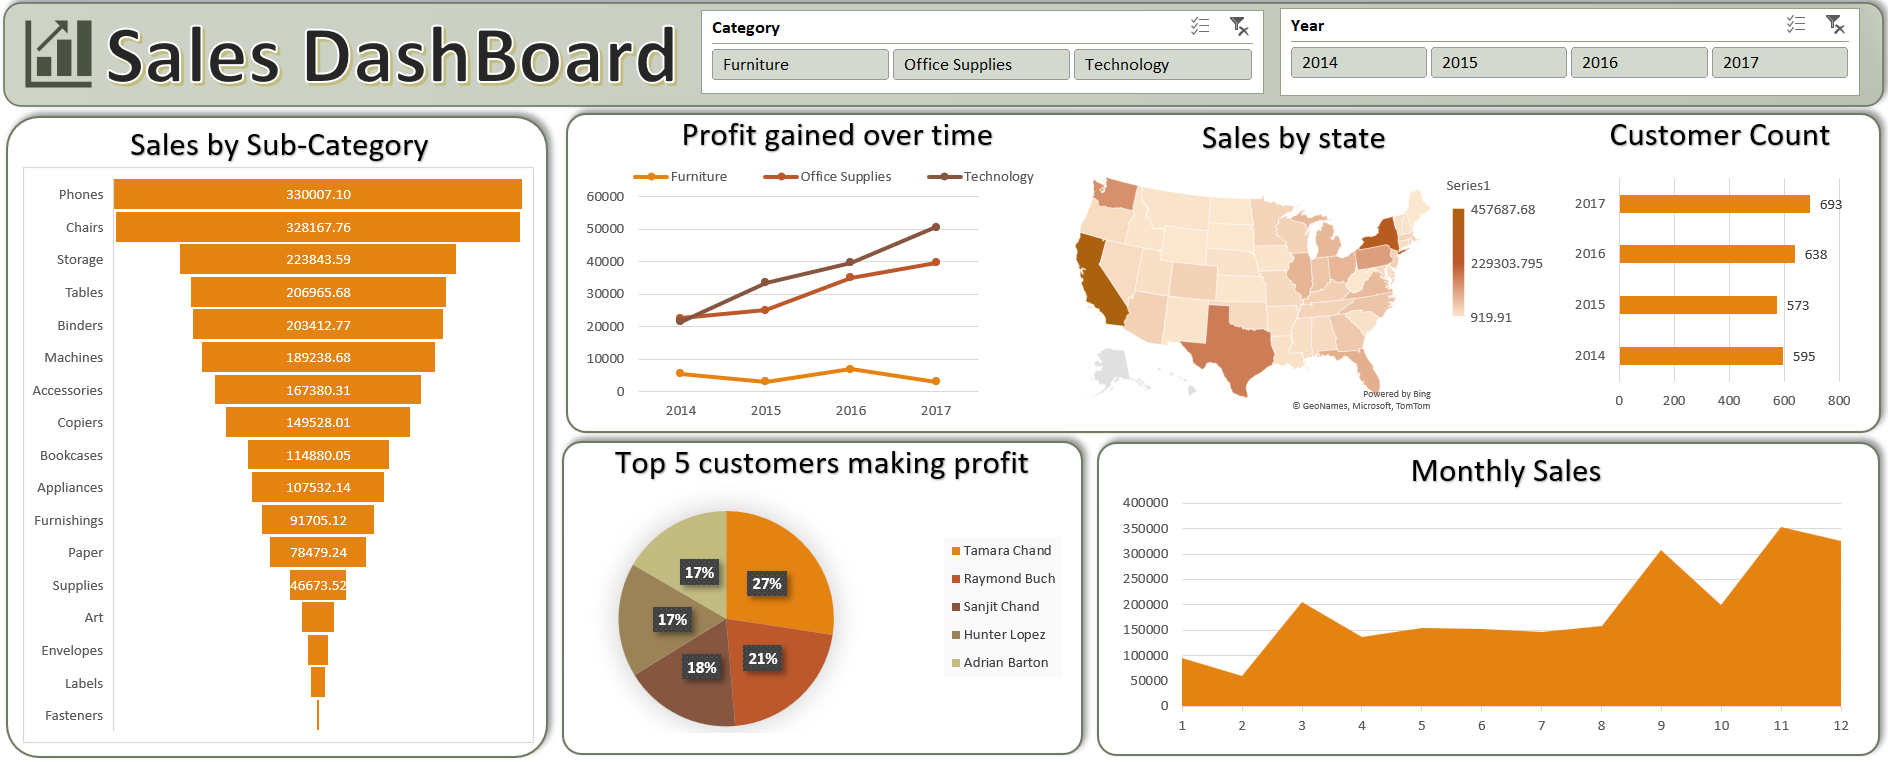 Sales DashBoard
Category
Furniture
Office Supplies
Technology
Year
2014
2015
2016
2017
Sales by Sub-Category
Phones 330007.10
Chairs 328167.76
Storage 223843.59
Tables 206965.68
Binders 203412.77
Machines 189238.68
Accessories 167380.31
Copiers 149528.01
Bookcases 114880.05
Appliances 107532.14
Furnishings 91705.12
Paper 78479.24
Supplies 46673.52
Art
Envelopes
Labels
Fasteners
Profit gained over time
Furniture Office Supplies Technology
60000
50000
40000
30000
20000
10000
0
2014 2015 2016 2017
Sales by state
Series1
457687.68
229303.795
919.91
Powered by Bing
© GeoNames, Microsoft, TomTom
Customer Count
2017 693
2016 638
2015 573
2014 595
0 200 400 600 800
Top 5 customers making profit
27%
21%
18%
17%
17%
Tamara Chand
Raymond Buch
Sanjit Chand
Hunter Lopez
Adrian Barton
Monthly Sales
400000
350000
300000
250000
200000
150000
100000
50000
0
1 2 3 4 5 6 7 8 9 10 11 12